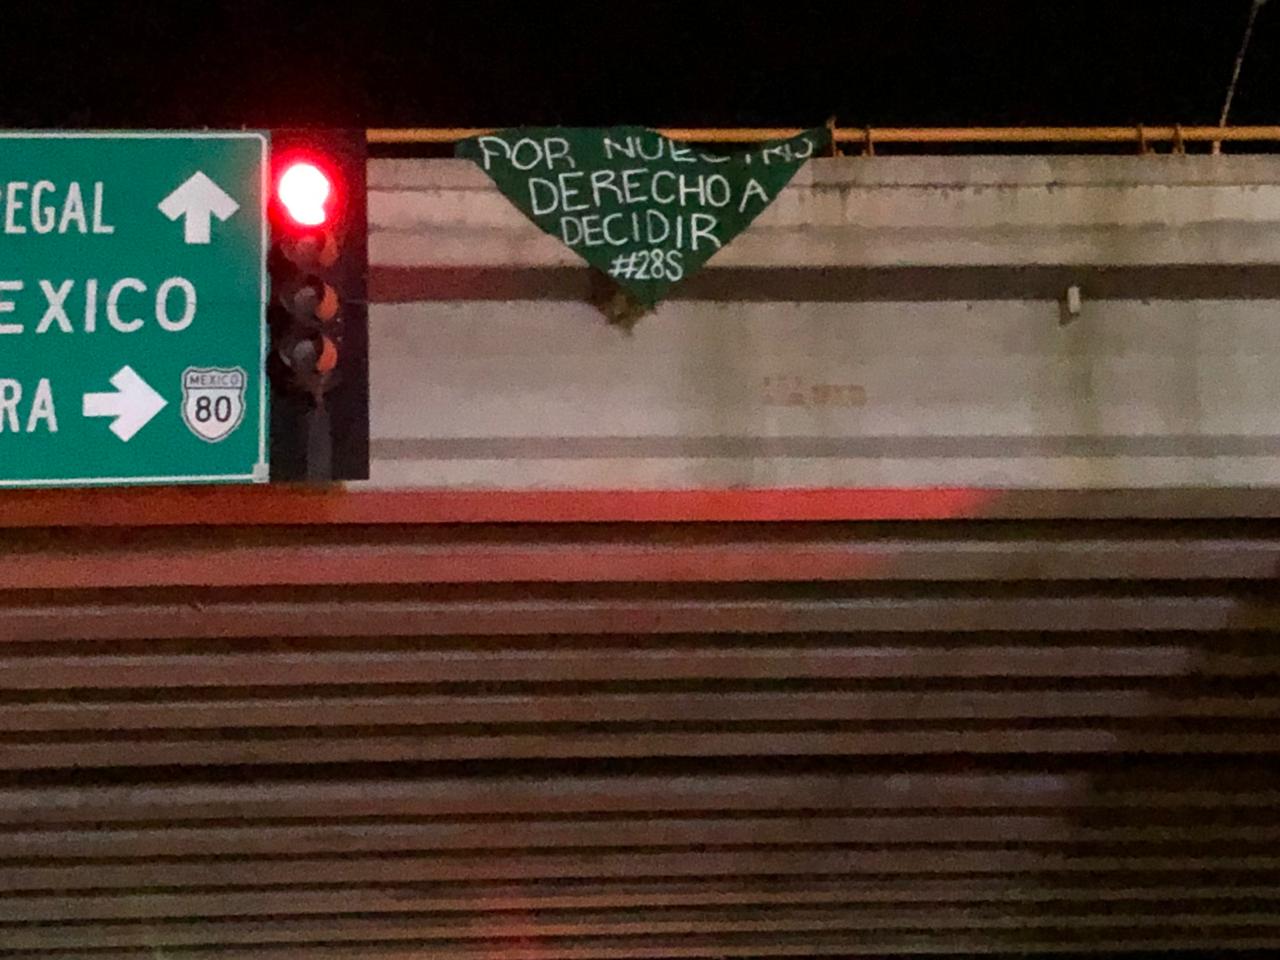 EGAL
EXICO
RA
MEXICO
80
POR
DERECHO A
DECIDIR
#28S